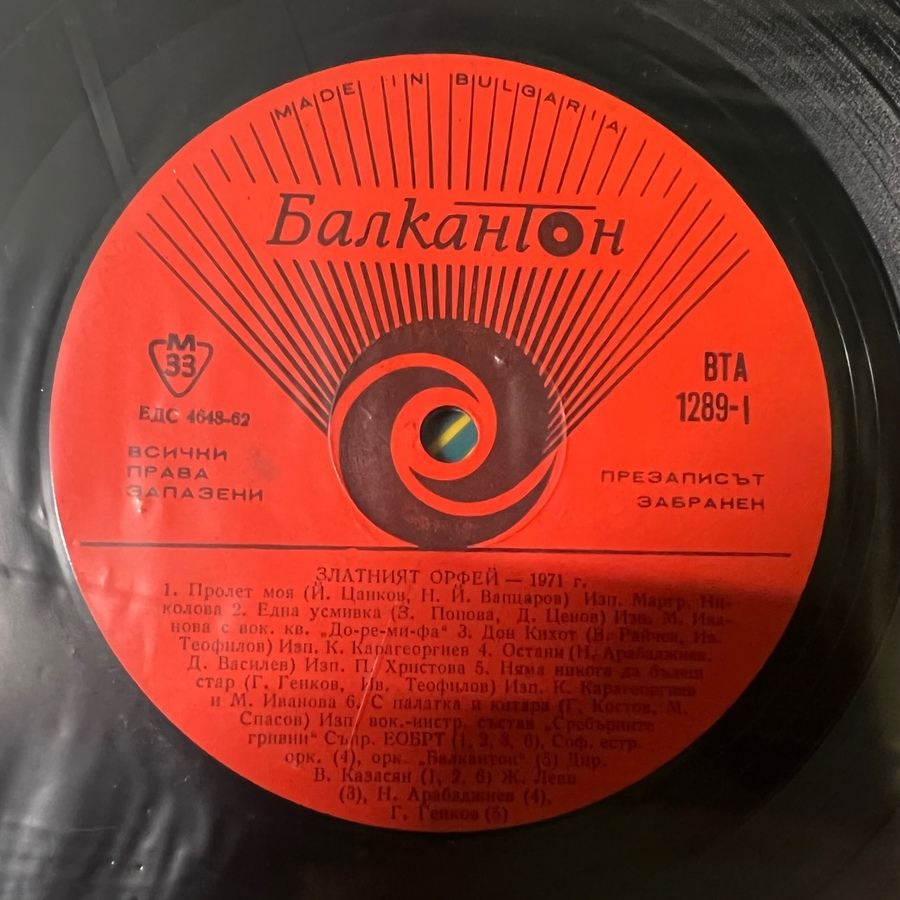 MADE IN BULGARIA
Балкантон
М
33
ЕДС 4648-62
ВСИЧНИ
ПРАВА
ЗАПАЗЕНИ
ВТА
1289-I
ПРЕЗАПИСЪТ
ЗАБРАНЕН
ЗЛАТНИЯТ ОРФЕЙ — 1971 г.
1. Пролет моя (Й. Цанков, Н. Й. Вапцаров) Изп. Маргр. Ни-
колова 2. Една усмивка (З. Попова, Д. Ценов) Изп. М. Ива-
нова с вок. кв. „До-ре-ми-фа“ 3. Дон Кихот (В. Райчев, Ив.
Теофилов) Изп. К. Карагеоргиев 4. Остани (Н. Арабаджиев,
Д. Василев) Изп. П. Христова 5. Няма никога да бъдеш
стар (Г. Генков, Ив. Теофилов) Изп. К. Карагеоргиев
и М. Иванова 6. С палатка и китара (Г. Костов, М.
Спасов) Изп. вок.-инстр. състав „Сребърните
гривни“ Съпр. ЕОБРТ (1, 2, 3, 6), Соф. естр.
орк. (4), орк. „Балкантон“ (5) Дир.
В. Казасян (1, 2, 6) Ж. Леви
(3), Н. Арабаджиев (4),
Г. Генков (5)